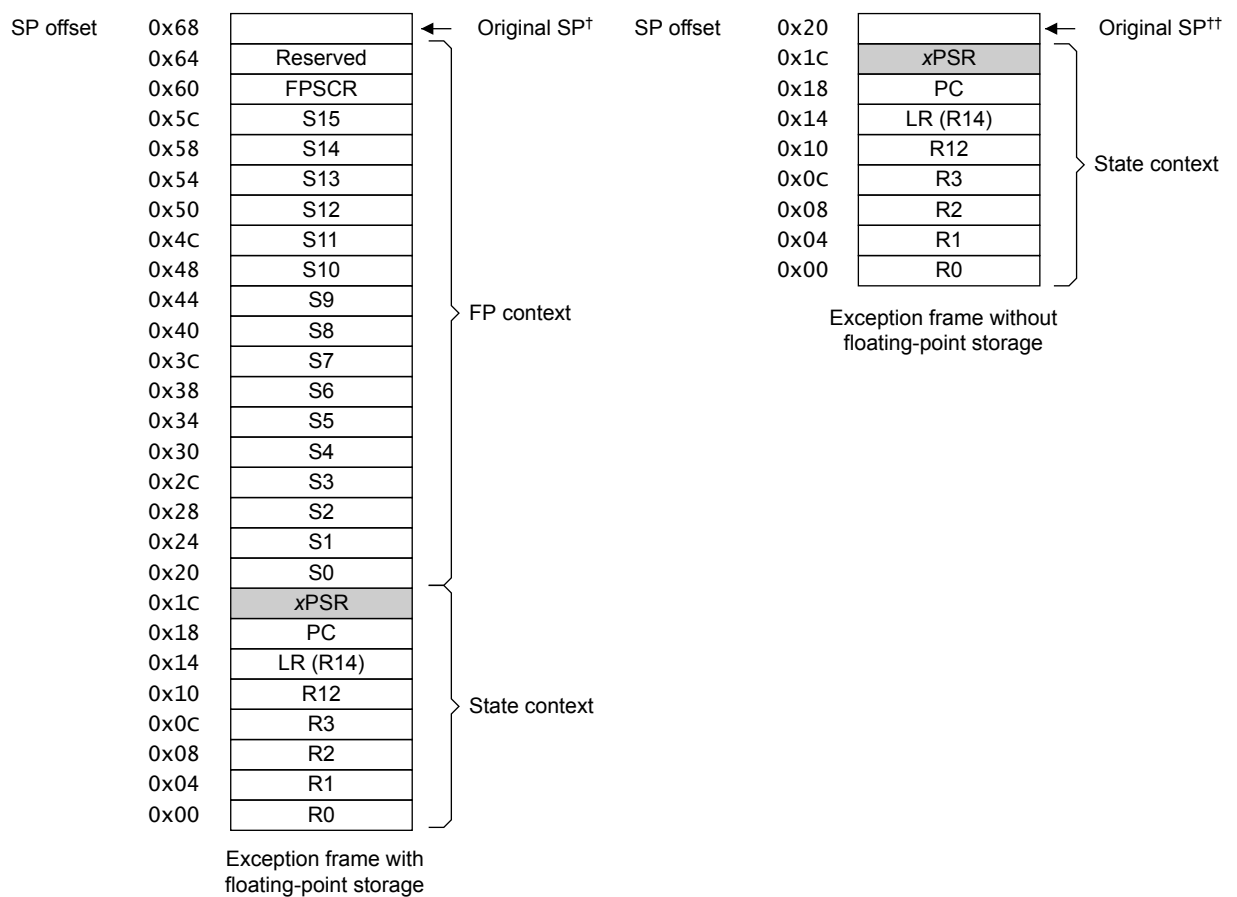 SP offset 0x68 Original SP†
0x64 Reserved
0x60 FPSCR
0x5C S15
0x58 S14
0x54 S13
0x50 S12
0x4C S11
0x48 S10
0x44 S9
FP context
0x40 S8
0x3C S7
0x38 S6
0x34 S5
0x30 S4
0x2C S3
0x28 S2
0x24 S1
0x20 S0
0x1C xPSR
0x18 PC
0x14 LR (R14)
0x10 R12
State context
0x0C R3
0x08 R2
0x04 R1
0x00 R0
Exception frame with
floating-point storage
SP offset 0x20 Original SP††
0x1C xPSR
0x18 PC
0x14 LR (R14)
0x10 R12
State context
0x0C R3
0x08 R2
0x04 R1
0x00 R0
Exception frame without
floating-point storage